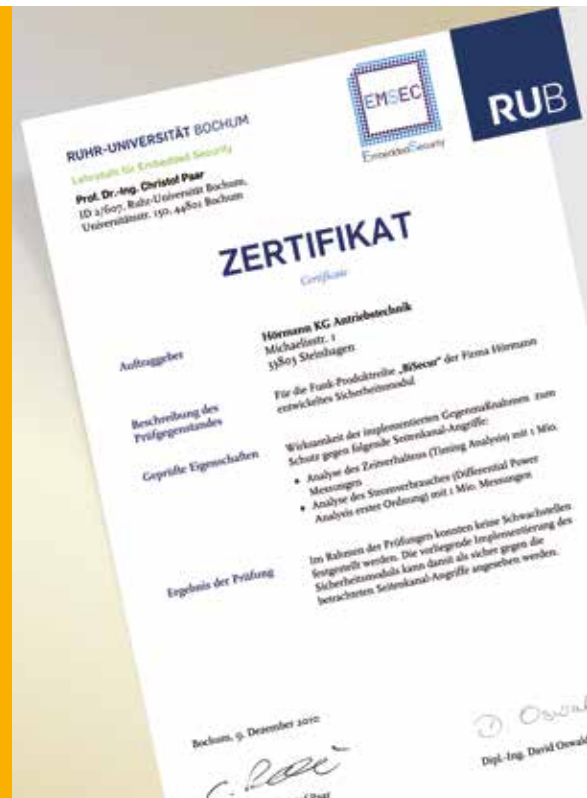 RUHR-UNIVERSITÄT BOCHUM
EMSEC
EmbeddedSecurity
RUB
Lehrstuhl für Embedded Security
Prof. Dr.-Ing. Christof Paar
ID 2/607, Ruhr-Universität Bochum,
Universitätsstr. 150, 44801 Bochum
ZERTIFIKAT
Certificate
Auftraggeber
Hörmann KG Antriebstechnik
Michaelisstr. 1
33803 Steinhagen
Beschreibung des
Prüfgegenstandes
Für die Funk-Produktreihe „BiSecur" der Firma Hörmann
entwickeltes Sicherheitsmodul
Geprüfte Eigenschaften
Wirksamkeit der implementierten Gegenmaßnahmen zum
Schutz gegen folgende Seitenkanal-Angriffe:
• Analyse des Zeitverhaltens (Timing Analysis) mit 1 Mio.
Messungen
• Analyse des Stromverbrauches (Differential Power
Analysis erster Ordnung) mit 1 Mio. Messungen
Ergebnis der Prüfung
Im Rahmen der Prüfungen konnten keine Schwachstellen
festgestellt werden. Die vorliegende Implementierung des
Sicherheitsmoduls kann damit als sicher gegen die
betrachteten Seitenkanal-Angriffe angesehen werden.
Bochum, 9. Dezember 2010
D. Oswal
Dipl.-Ing. David Oswald
Paar